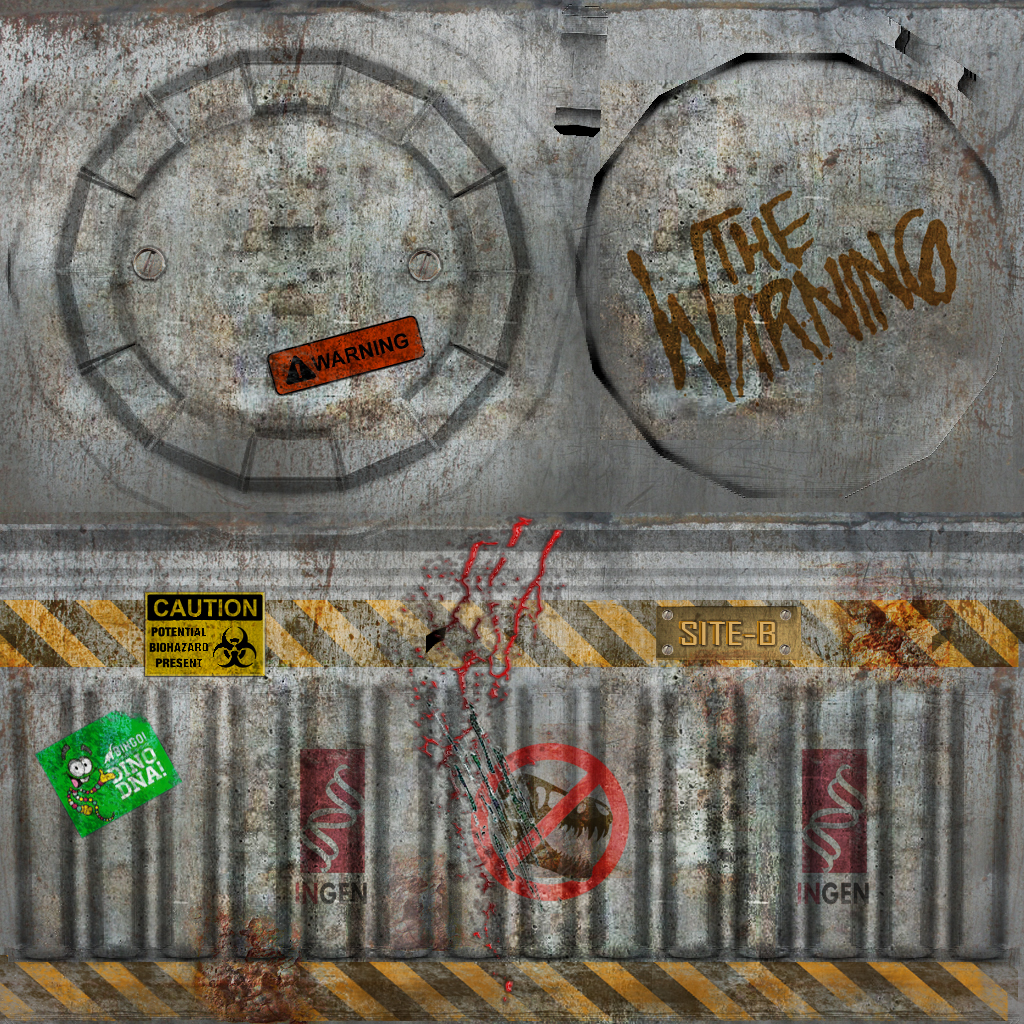 WARNING
THE
WARNING
CAUTION
POTENTIAL
BIOHAZARD
PRESENT
SITE-B
BINGO!
DINO
DNA!
INGEN
INGEN